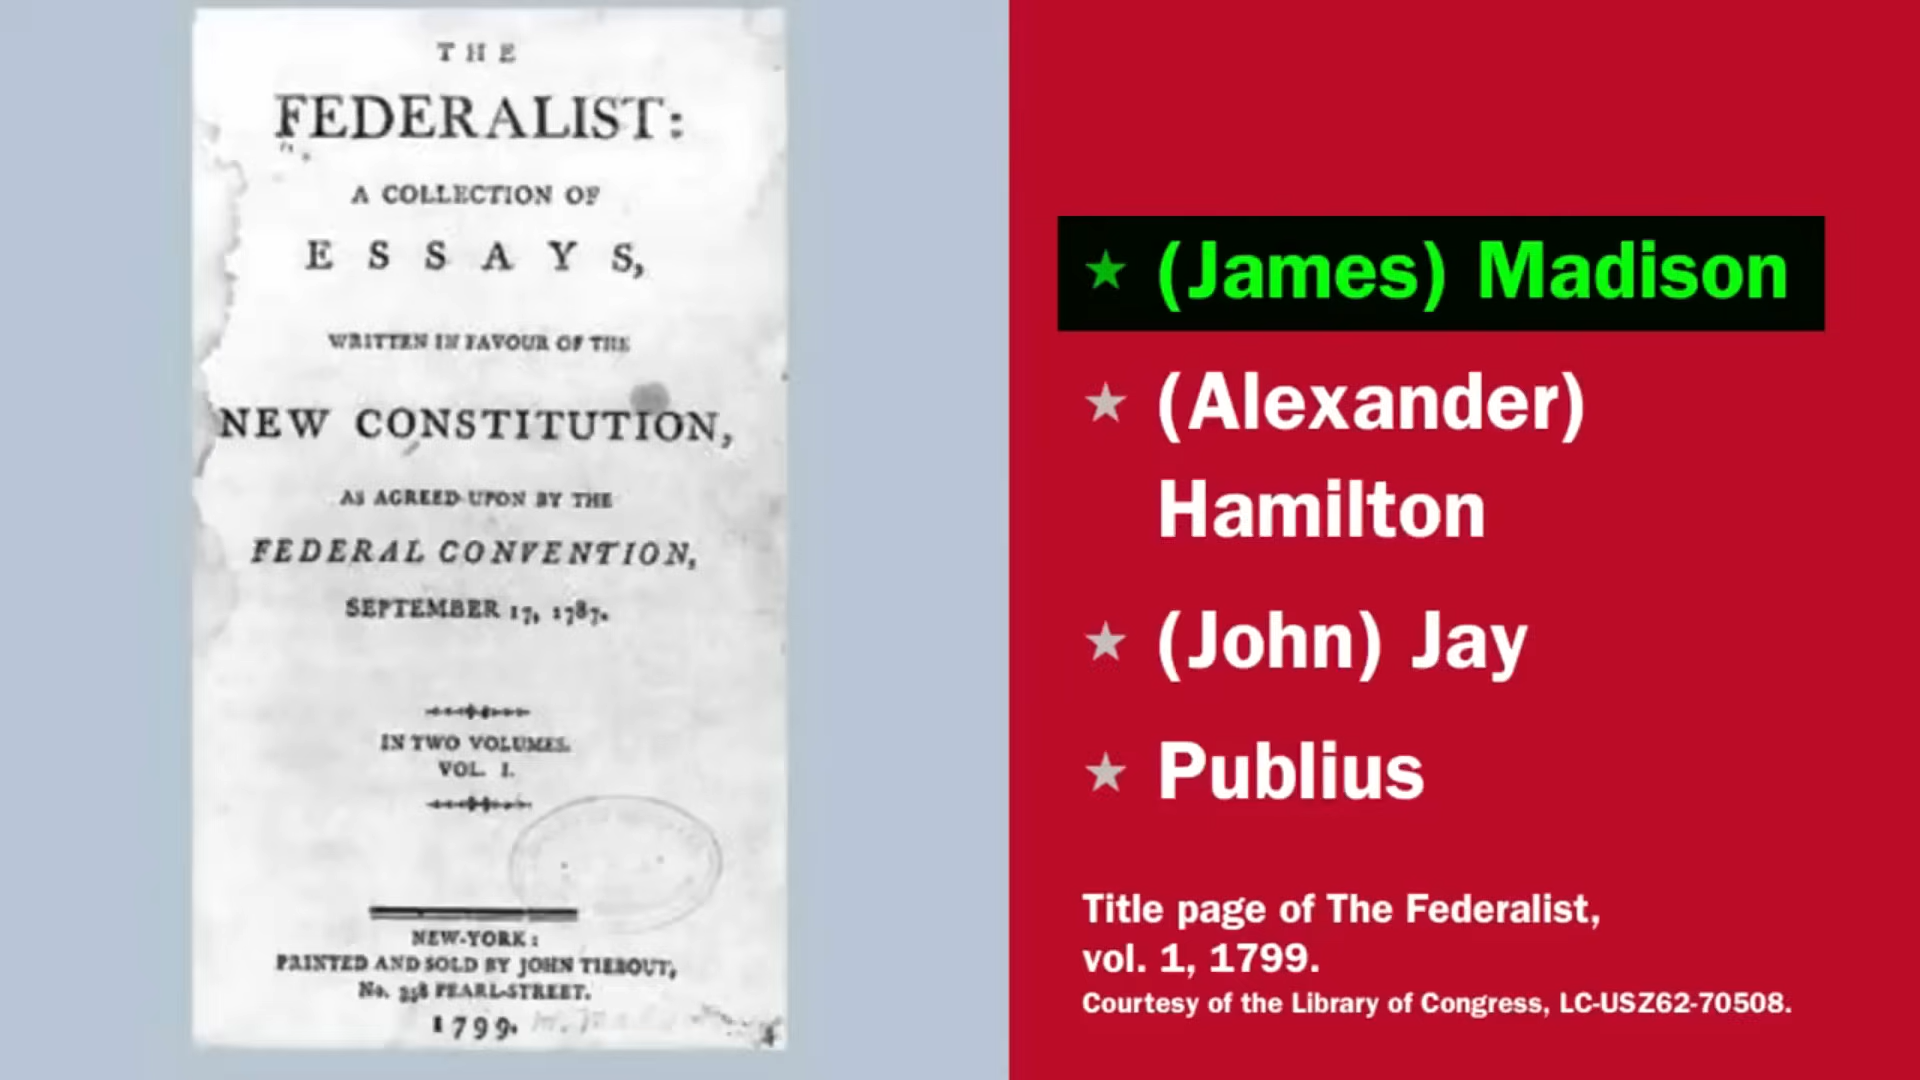 THE
FEDERALIST:
A COLLECTION OF
ESSAYS,
WRITTEN IN FAVOUR OF THE
NEW CONSTITUTION,
AS AGREED UPON BY THE
FEDERAL CONVENTION,
SEPTEMBER 17, 1787.
IN TWO VOLUMES.
VOL. I.
NEW-YORK:
PRINTED AND SOLD BY JOHN TIEBOUT,
No. 358 PEARL-STREET.
1799.
★ (James) Madison
★ (Alexander)
Hamilton
★ (John) Jay
★ Publius
Title page of The Federalist,
vol. 1, 1799.
Courtesy of the Library of Congress, LC-USZ62-70508.